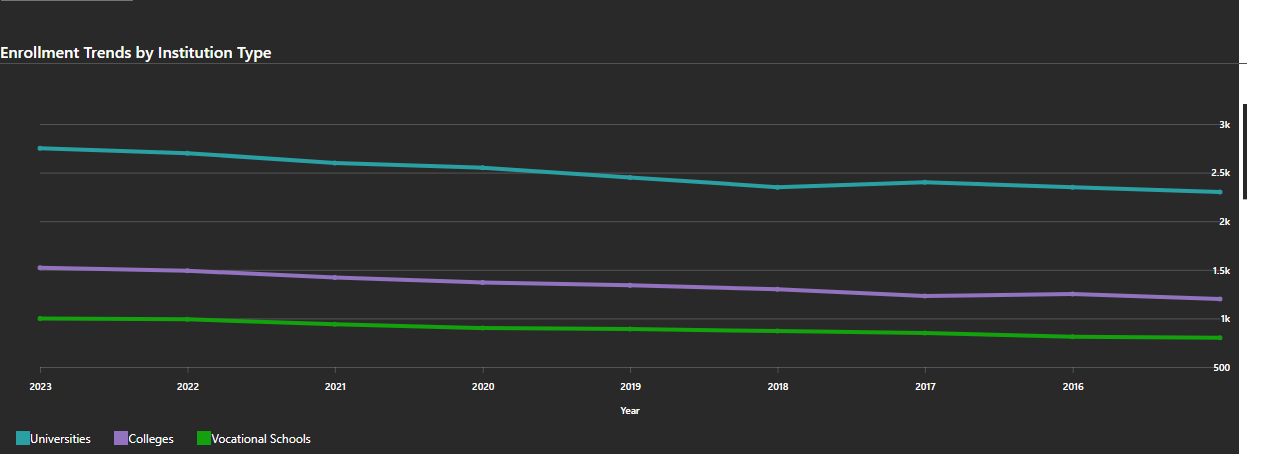 Enrollment Trends by Institution Type
3k
2.5k
2k
1.5k
1k
500
2023 2022 2021 2020 2019 2018 2017 2016
Year
Universities Colleges Vocational Schools